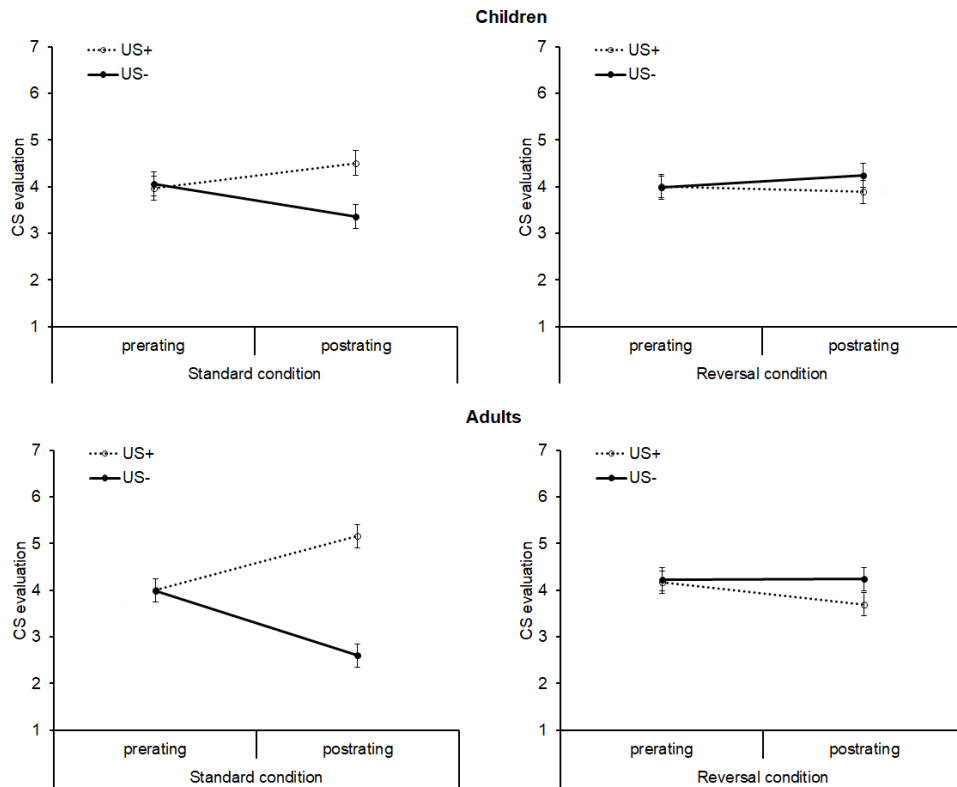 Children
7
6
5
4
3
2
1
CS evaluation
US+
US-
prerating postrating
Standard condition
7
6
5
4
3
2
1
CS evaluation
US+
US-
prerating postrating
Reversal condition
Adults
7
6
5
4
3
2
1
CS evaluation
US+
US-
prerating postrating
Standard condition
7
6
5
4
3
2
1
CS evaluation
US+
US-
prerating postrating
Reversal condition